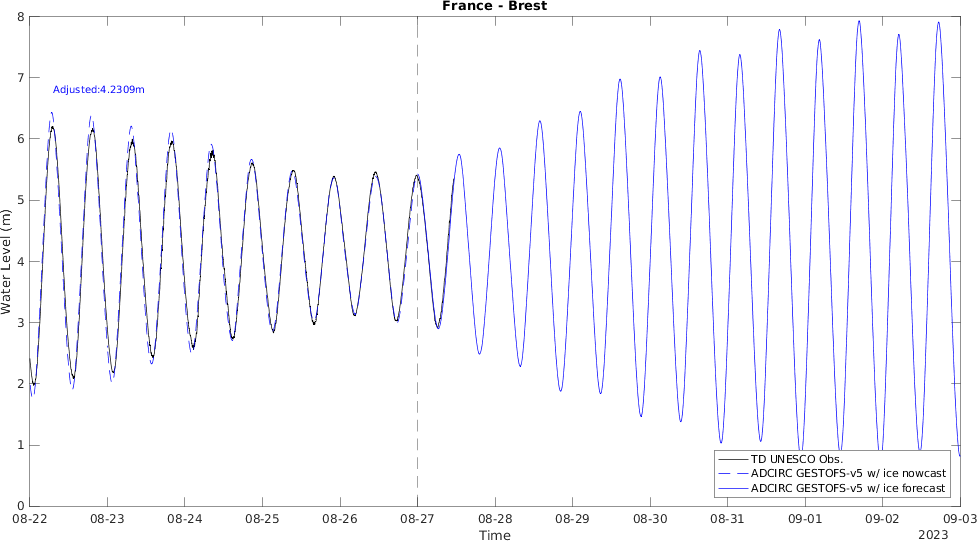 France - Brest
8
7
6
5
4
3
2
1
0
Water Level (m)
Adjusted:4.2309m
TD UNESCO Obs.
ADCIRC GESTOFS-v5 w/ ice nowcast
ADCIRC GESTOFS-v5 w/ ice forecast
08-22 08-23 08-24 08-25 08-26 08-27 08-28 08-29 08-30 08-31 09-01 09-02 09-03
Time
2023